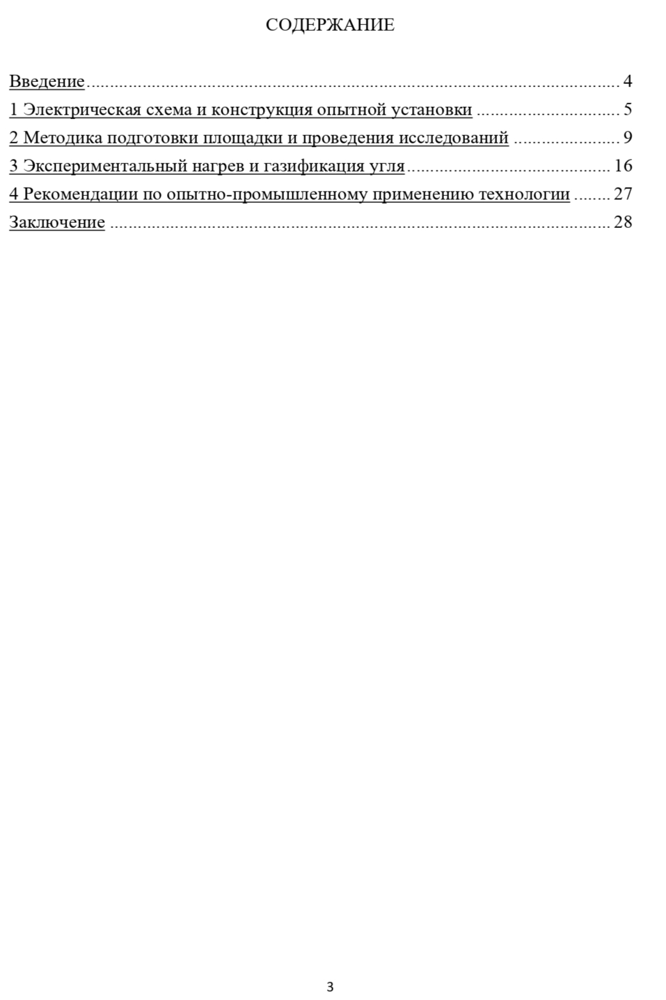 СОДЕРЖАНИЕ
Введение.................................................................................................................. 4
1 Электрическая схема и конструкция опытной установки ............................... 5
2 Методика подготовки площадки и проведения исследований ....................... 9
3 Экспериментальный нагрев и газификация угля............................................ 16
4 Рекомендации по опытно-промышленному применению технологии ........ 27
Заключение ........................................................................................................... 28
3